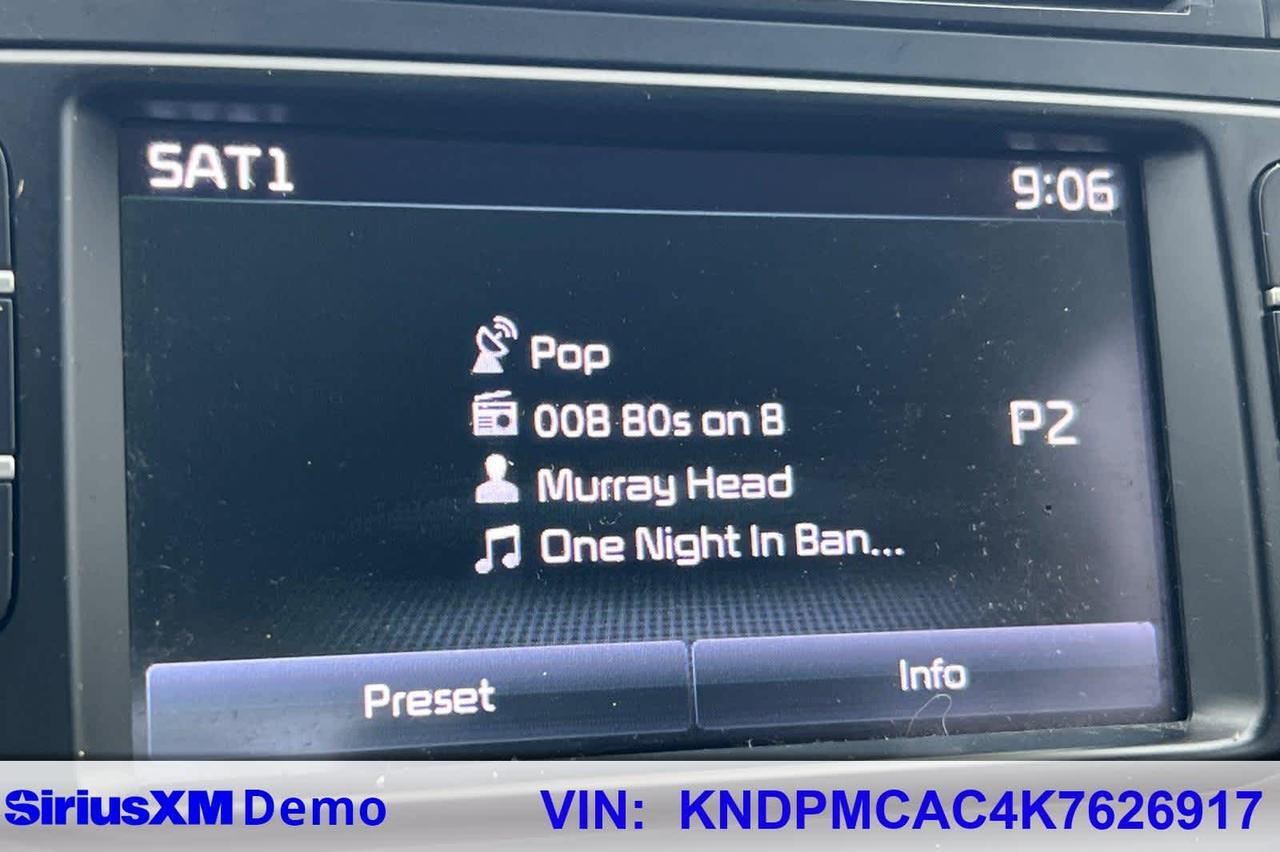 SAT1 9:06
Pop
008 80s on 8
P2
Murray Head
One Night In Ban...
Preset Info
SiriusXM Demo VIN: KNDPMCAC4K7626917